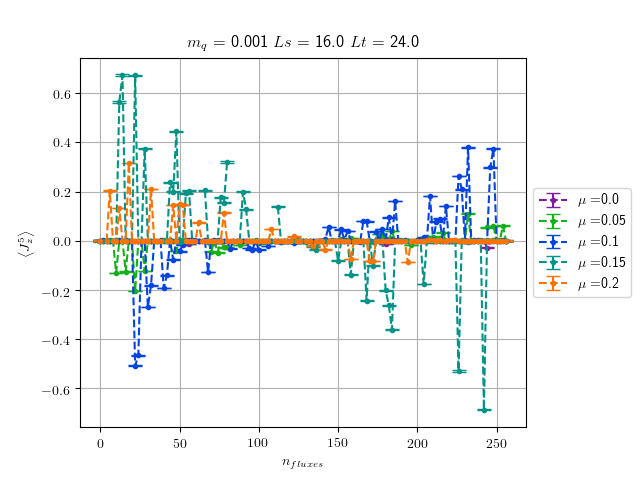 m_q = 0.001 Ls = 16.0 Lt = 24.0
⟨J_z^5⟩
0.6
0.4
0.2
0.0
−0.2
−0.4
−0.6
0 50 100 150 200 250
n_{fluxes}
μ =0.0
μ =0.05
μ =0.1
μ =0.15
μ =0.2